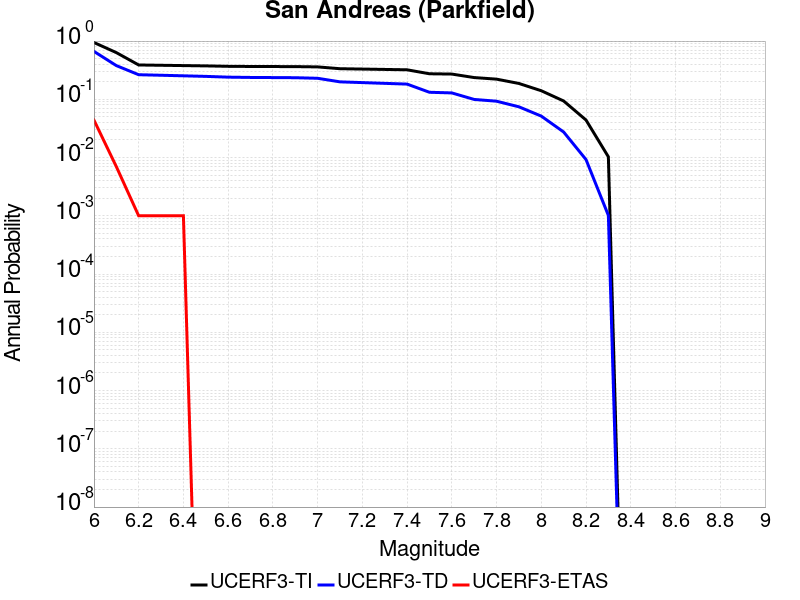 San Andreas (Parkfield)
10^0
10^-1
10^-2
10^-3
10^-4
10^-5
10^-6
10^-7
10^-8
Annual Probability
6 6.2 6.4 6.6 6.8 7 7.2 7.4 7.6 7.8 8 8.2 8.4 8.6 8.8 9
Magnitude
UCERF3-TI UCERF3-TD UCERF3-ETAS